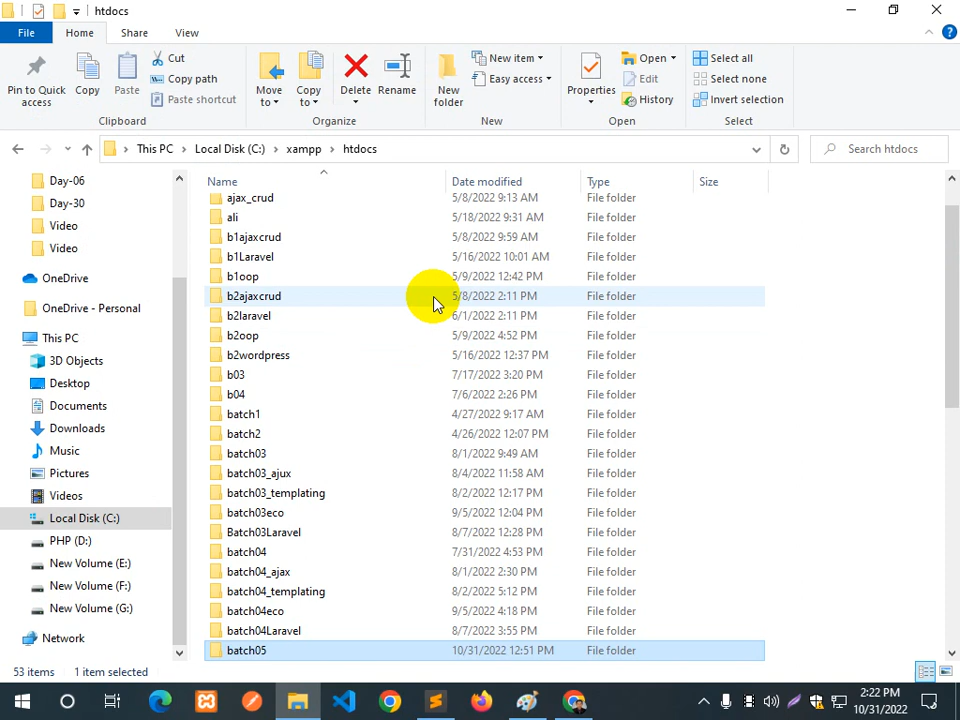 htdocs
File Home Share View
Pin to Quick access
Copy
Paste
Cut
Copy path
Paste shortcut
Clipboard
Move to
Copy to
Delete
Rename
Organize
New folder
New item
Easy access
New
Properties
Open
Edit
History
Open
Select all
Select none
Invert selection
Select
This PC > Local Disk (C:) > xampp > htdocs
Search htdocs
Day-06
Day-30
Video
Video
OneDrive
OneDrive - Personal
This PC
3D Objects
Desktop
Documents
Downloads
Music
Pictures
Videos
Local Disk (C:)
PHP (D:)
New Volume (E:)
New Volume (F:)
New Volume (G:)
Network
Name Date modified Type Size
ajax_crud 5/8/2022 9:13 AM File folder
ali 5/18/2022 9:31 AM File folder
b1ajaxcrud 5/8/2022 9:59 AM File folder
b1Laravel 5/16/2022 10:01 AM File folder
b1oop 5/9/2022 12:42 PM File folder
b2ajaxcrud 5/8/2022 2:11 PM File folder
b2laravel 6/1/2022 2:11 PM File folder
b2oop 5/9/2022 4:52 PM File folder
b2wordpress 5/16/2022 12:37 PM File folder
b03 7/17/2022 3:20 PM File folder
b04 7/6/2022 2:26 PM File folder
batch1 4/27/2022 9:17 AM File folder
batch2 4/26/2022 12:07 PM File folder
batch03 8/1/2022 9:49 AM File folder
batch03_ajux 8/4/2022 11:58 AM File folder
batch03_templating 8/2/2022 12:17 PM File folder
batch03eco 9/5/2022 12:04 PM File folder
Batch03Laravel 8/7/2022 12:28 PM File folder
batch04 7/31/2022 4:53 PM File folder
batch04_ajax 8/1/2022 2:30 PM File folder
batch04_templating 8/2/2022 5:12 PM File folder
batch04eco 9/5/2022 4:18 PM File folder
batch04Laravel 8/7/2022 3:55 PM File folder
batch05 10/31/2022 12:51 PM File folder
53 items 1 item selected
2:22 PM
10/31/2022